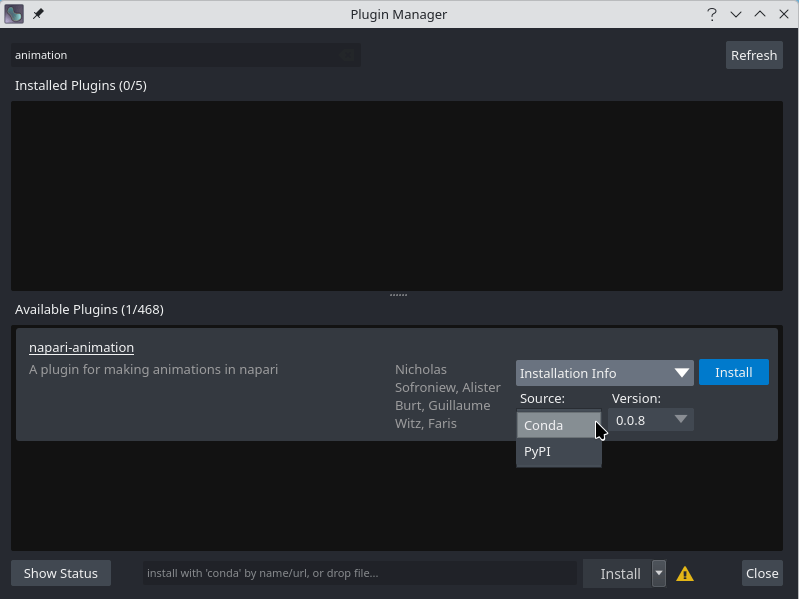 Plugin Manager
?
animation
Refresh
Installed Plugins (0/5)
Available Plugins (1/468)
napari-animation
A plugin for making animations in napari
Nicholas
Sofroniew, Alister
Burt, Guillaume
Witz, Faris
Installation Info
Install
Source:
Version:
Conda
0.0.8
PyPI
Show Status
install with 'conda' by name/url, or drop file...
Install
Close